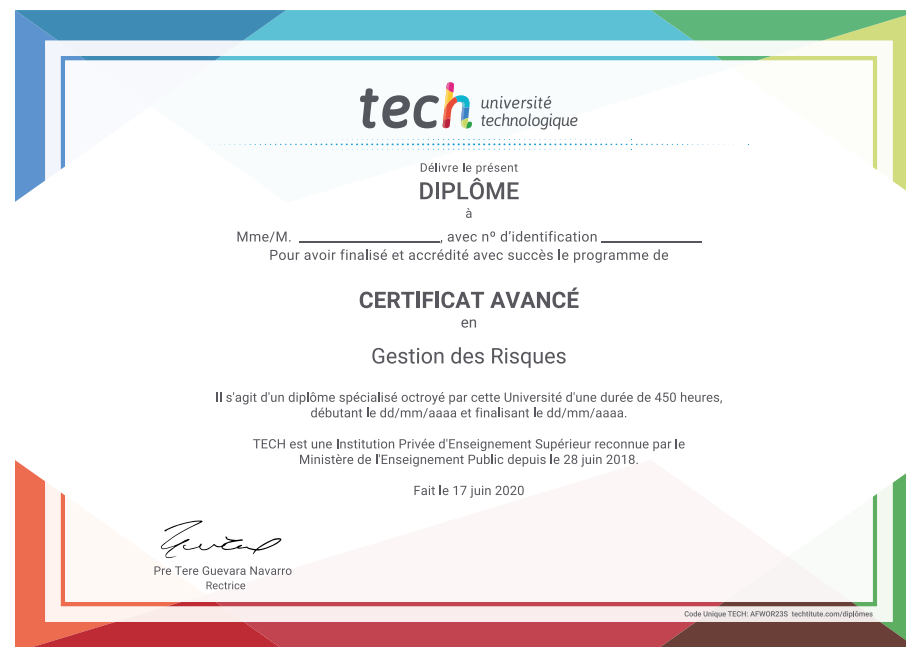 tech université
technologique
Délivre le présent
DIPLÔME
à
Mme/M. ____________________, avec nº d'identification ______________
Pour avoir finalisé et accrédité avec succès le programme de
CERTIFICAT AVANCÉ
en
Gestion des Risques
Il s'agit d'un diplôme spécialisé octroyé par cette Université d'une durée de 450 heures,
débutant le dd/mm/aaaa et finalisant le dd/mm/aaaa.
TECH est une Institution Privée d'Enseignement Supérieur reconnue par le
Ministère de l'Enseignement Public depuis le 28 juin 2018.
Fait le 17 juin 2020
Pre Tere Guevara Navarro
Rectrice
Code Unique TECH: AFWOR23S techtitute.com/diplômes